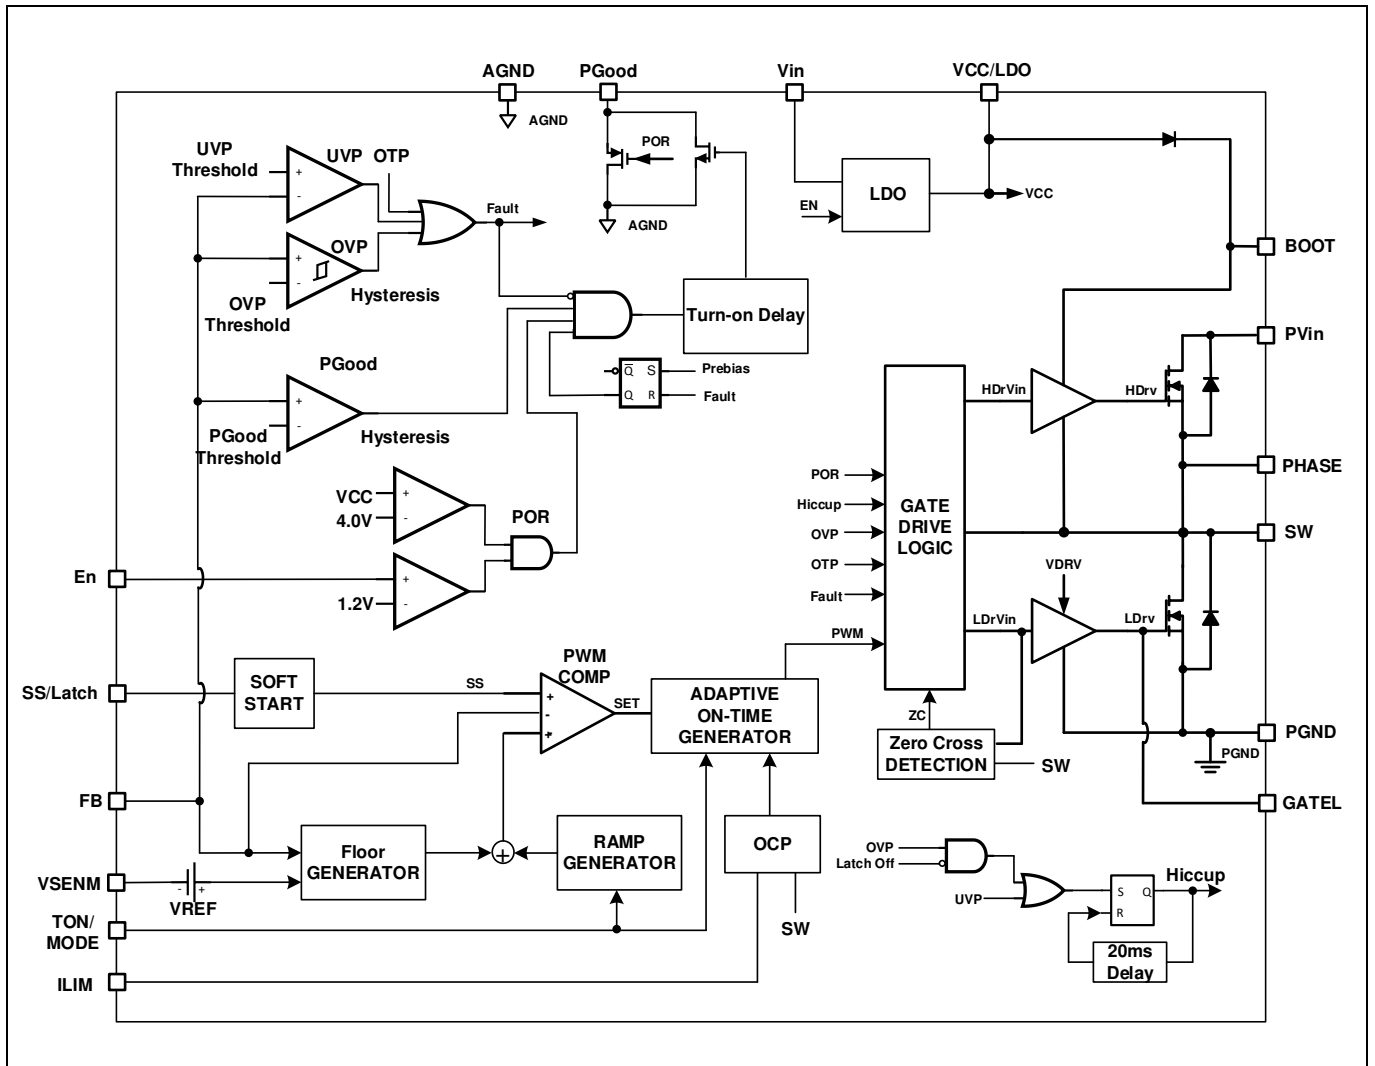 AGND
PGood
Vin
VCC/LDO
AGND
UVP
Threshold
UVP
OTP
POR
+
-
Fault
AGND
LDO
EN
VCC
BOOT
OVP
+
-
OVP
Threshold
Hysteresis
Turn-on Delay
PVin
PGood
Q S
Q R
Prebias
Fault
+
-
PGood
Threshold
Hysteresis
HDrVin
HDrv
PHASE
VCC
4.0V
+
-
POR
POR
Hiccup
OVP
OTP
Fault
PWM
GATE
DRIVE
LOGIC
SW
En
1.2V
+
-
VDRV
LDrVin
LDrv
SS/Latch
SOFT
START
SS
PWM
COMP
+
-
+
SET
ADAPTIVE
ON-TIME
GENERATOR
ZC
Zero Cross
DETECTION
SW
PGND
PGND
FB
Floor
GENERATOR
+
RAMP
GENERATOR
OCP
GATEL
VSENM
- +
VREF
OVP
Latch Off
UVP
S Q
R
Hiccup
TON/
MODE
SW
20ms
Delay
ILIM